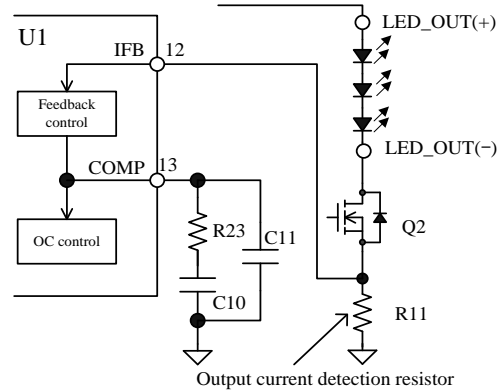 LED_OUT(+)
U1
IFB
12
Feedback
control
COMP
13
LED_OUT(−)
OC control
R23
C11
C10
Q2
R11
Output current detection resistor